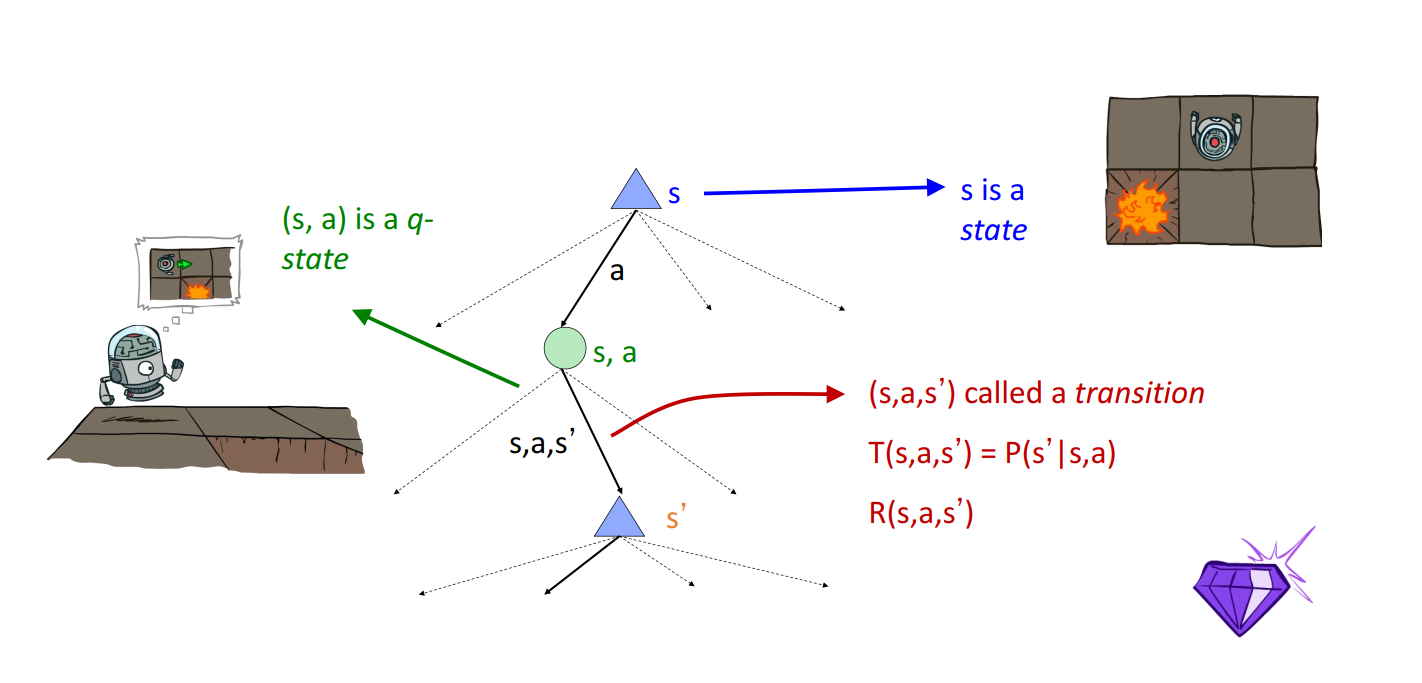 s
s is a
state
(s, a) is a q-
state
a
s, a
(s,a,s’) called a transition
s,a,s’
T(s,a,s’) = P(s’|s,a)
s’
R(s,a,s’)